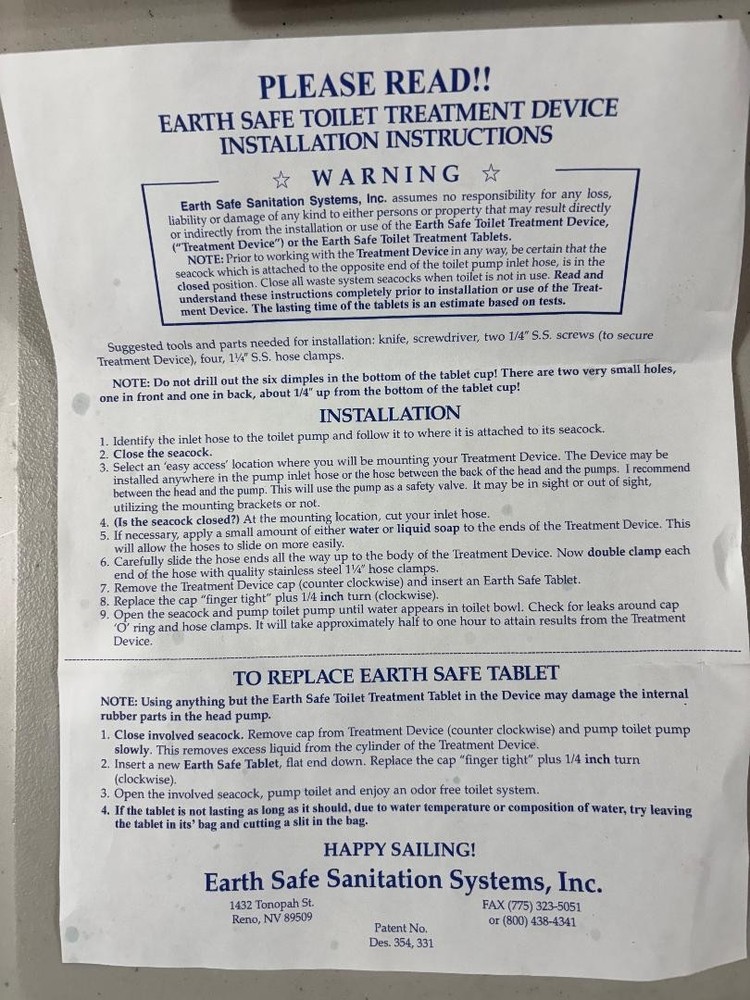 PLEASE READ!!
EARTH SAFE TOILET TREATMENT DEVICE
INSTALLATION INSTRUCTIONS
☆ WARNING ☆
Earth Safe Sanitation Systems, Inc. assumes no responsibility for any loss,
liability or damage of any kind to either persons or property that may result directly
or indirectly from the installation or use of the Earth Safe Toilet Treatment Device,
("Treatment Device") or the Earth Safe Toilet Treatment Tablets.
NOTE: Prior to working with the Treatment Device in any way, be certain that the
seacock which is attached to the opposite end of the toilet pump inlet hose, is in the
closed position. Close all waste system seacocks when toilet is not in use. Read and
understand these instructions completely prior to installation or use of the Treat-
ment Device. The lasting time of the tablets is an estimate based on tests.
Suggested tools and parts needed for installation: knife, screwdriver, two 1/4" S.S. screws (to secure
Treatment Device), four, 1¼" S.S. hose clamps.
NOTE: Do not drill out the six dimples in the bottom of the tablet cup! There are two very small holes,
one in front and one in back, about 1/4" up from the bottom of the tablet cup!
INSTALLATION
1. Identify the inlet hose to the toilet pump and follow it to where it is attached to its seacock.
2. Close the seacock.
3. Select an 'easy access' location where you will be mounting your Treatment Device. The Device may be
installed anywhere in the pump inlet hose or the hose between the back of the head and the pumps. I recommend
between the head and the pump. This will use the pump as a safety valve. It may be in sight or out of sight,
utilizing the mounting brackets or not.
4. (Is the seacock closed?) At the mounting location, cut your inlet hose.
5. If necessary, apply a small amount of either water or liquid soap to the ends of the Treatment Device. This
will allow the hoses to slide on more easily.
6. Carefully slide the hose ends all the way up to the body of the Treatment Device. Now double clamp each
end of the hose with quality stainless steel 1¼" hose clamps.
7. Remove the Treatment Device cap (counter clockwise) and insert an Earth Safe Tablet.
8. Replace the cap "finger tight" plus 1/4 inch turn (clockwise).
9. Open the seacock and pump toilet pump until water appears in toilet bowl. Check for leaks around cap
'O' ring and hose clamps. It will take approximately half to one hour to attain results from the Treatment
Device.
TO REPLACE EARTH SAFE TABLET
NOTE: Using anything but the Earth Safe Toilet Treatment Tablet in the Device may damage the internal
rubber parts in the head pump.
1. Close involved seacock. Remove cap from Treatment Device (counter clockwise) and pump toilet pump
slowly. This removes excess liquid from the cylinder of the Treatment Device.
2. Insert a new Earth Safe Tablet, flat end down. Replace the cap "finger tight" plus 1/4 inch turn
(clockwise).
3. Open the involved seacock, pump toilet and enjoy an odor free toilet system.
4. If the tablet is not lasting as long as it should, due to water temperature or composition of water, try leaving
the tablet in its' bag and cutting a slit in the bag.
HAPPY SAILING!
Earth Safe Sanitation Systems, Inc.
1432 Tonopah St.
Reno, NV 89509
FAX (775) 323-5051
or (800) 438-4341
Patent No.
Des. 354, 331